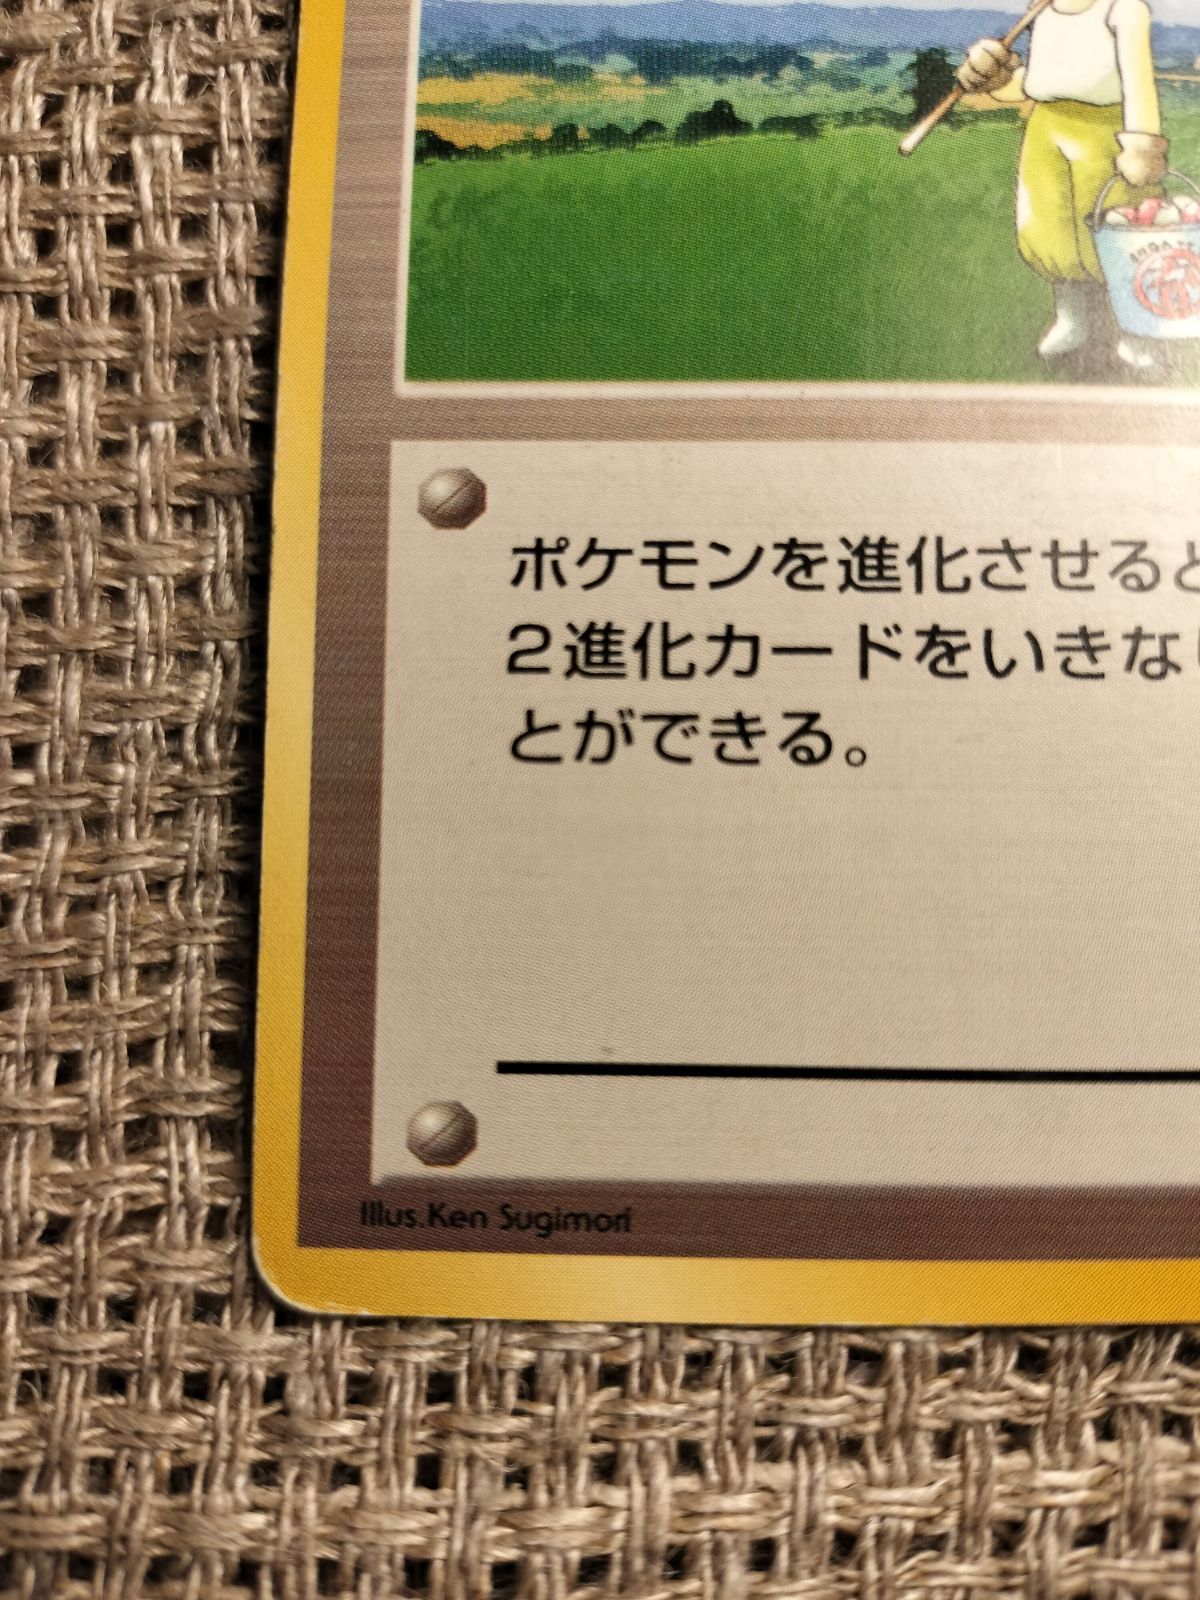 ポケモンを進化させると
2進化カードをいきな
とができる。
Illus.Ken Sugimori